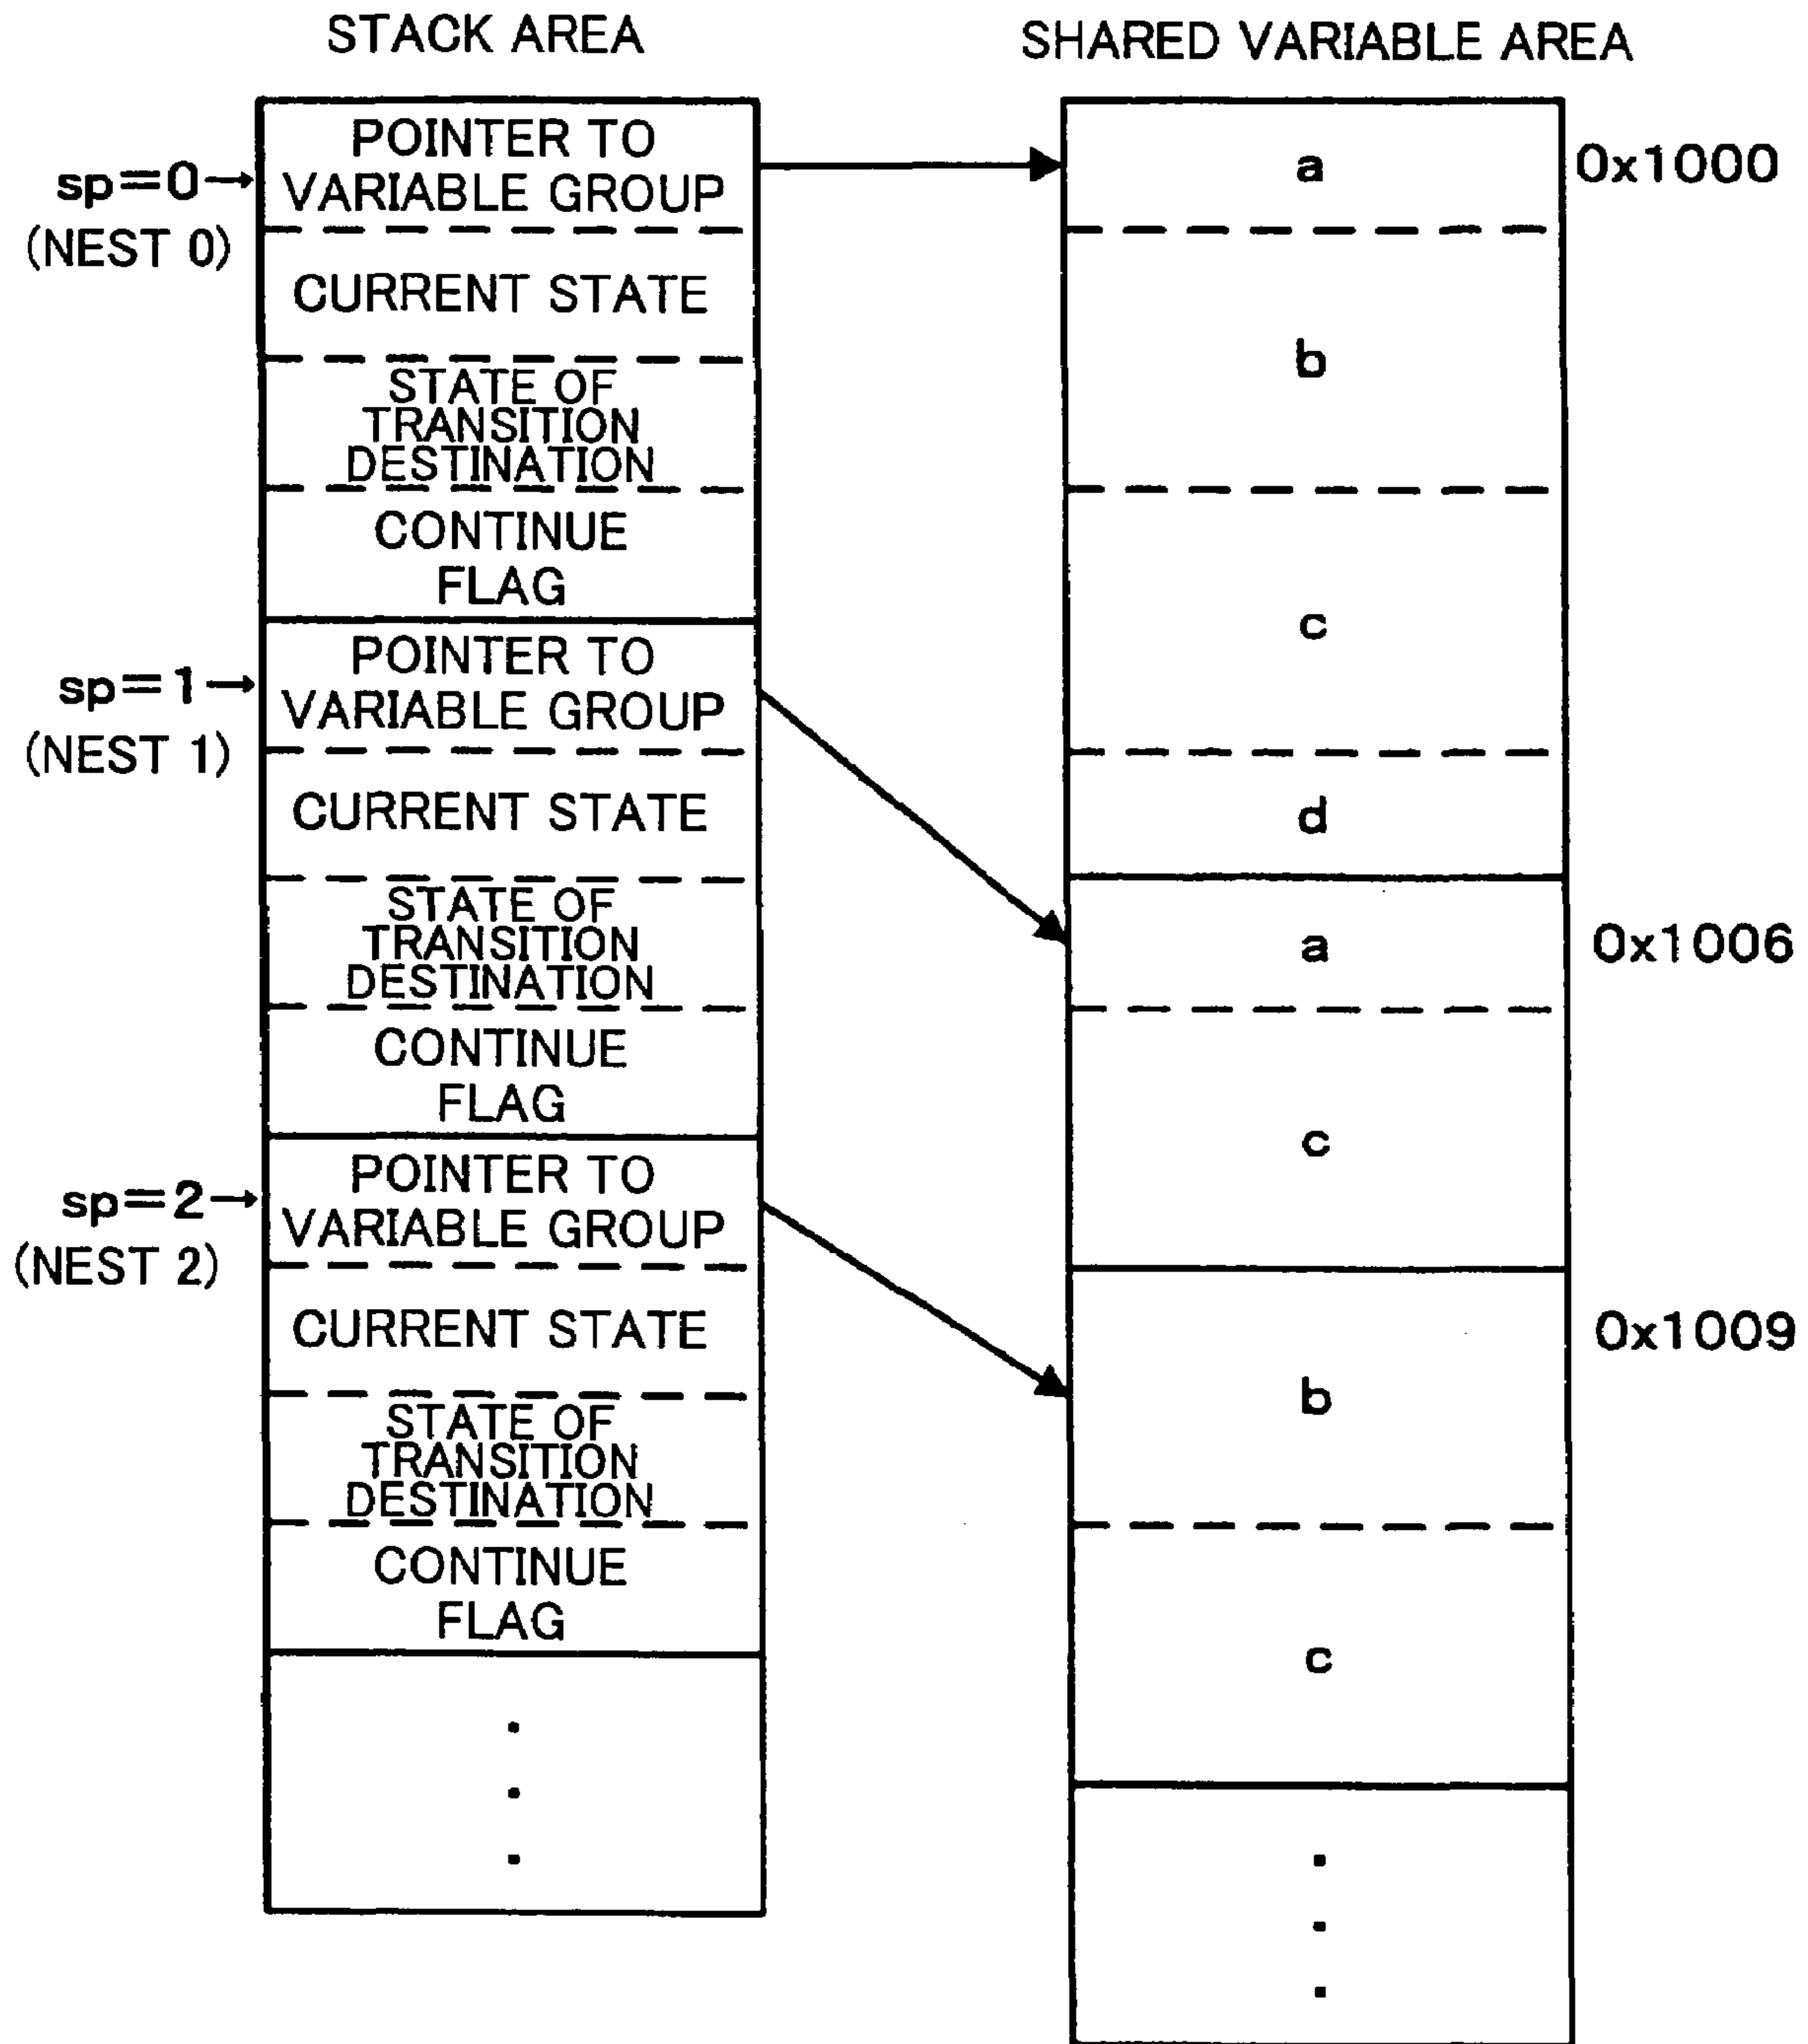 STACK AREA
sp=0→
(NEST 0)
POINTER TO
VARIABLE GROUP
CURRENT STATE
STATE OF
TRANSITION
DESTINATION
CONTINUE
FLAG
sp=1→
(NEST 1)
POINTER TO
VARIABLE GROUP
CURRENT STATE
STATE OF
TRANSITION
DESTINATION
CONTINUE
FLAG
sp=2→
(NEST 2)
POINTER TO
VARIABLE GROUP
CURRENT STATE
STATE OF
TRANSITION
DESTINATION
CONTINUE
FLAG
SHARED VARIABLE AREA
a
0x1000
b
c
d
a
0x1006
c
b
0x1009
c